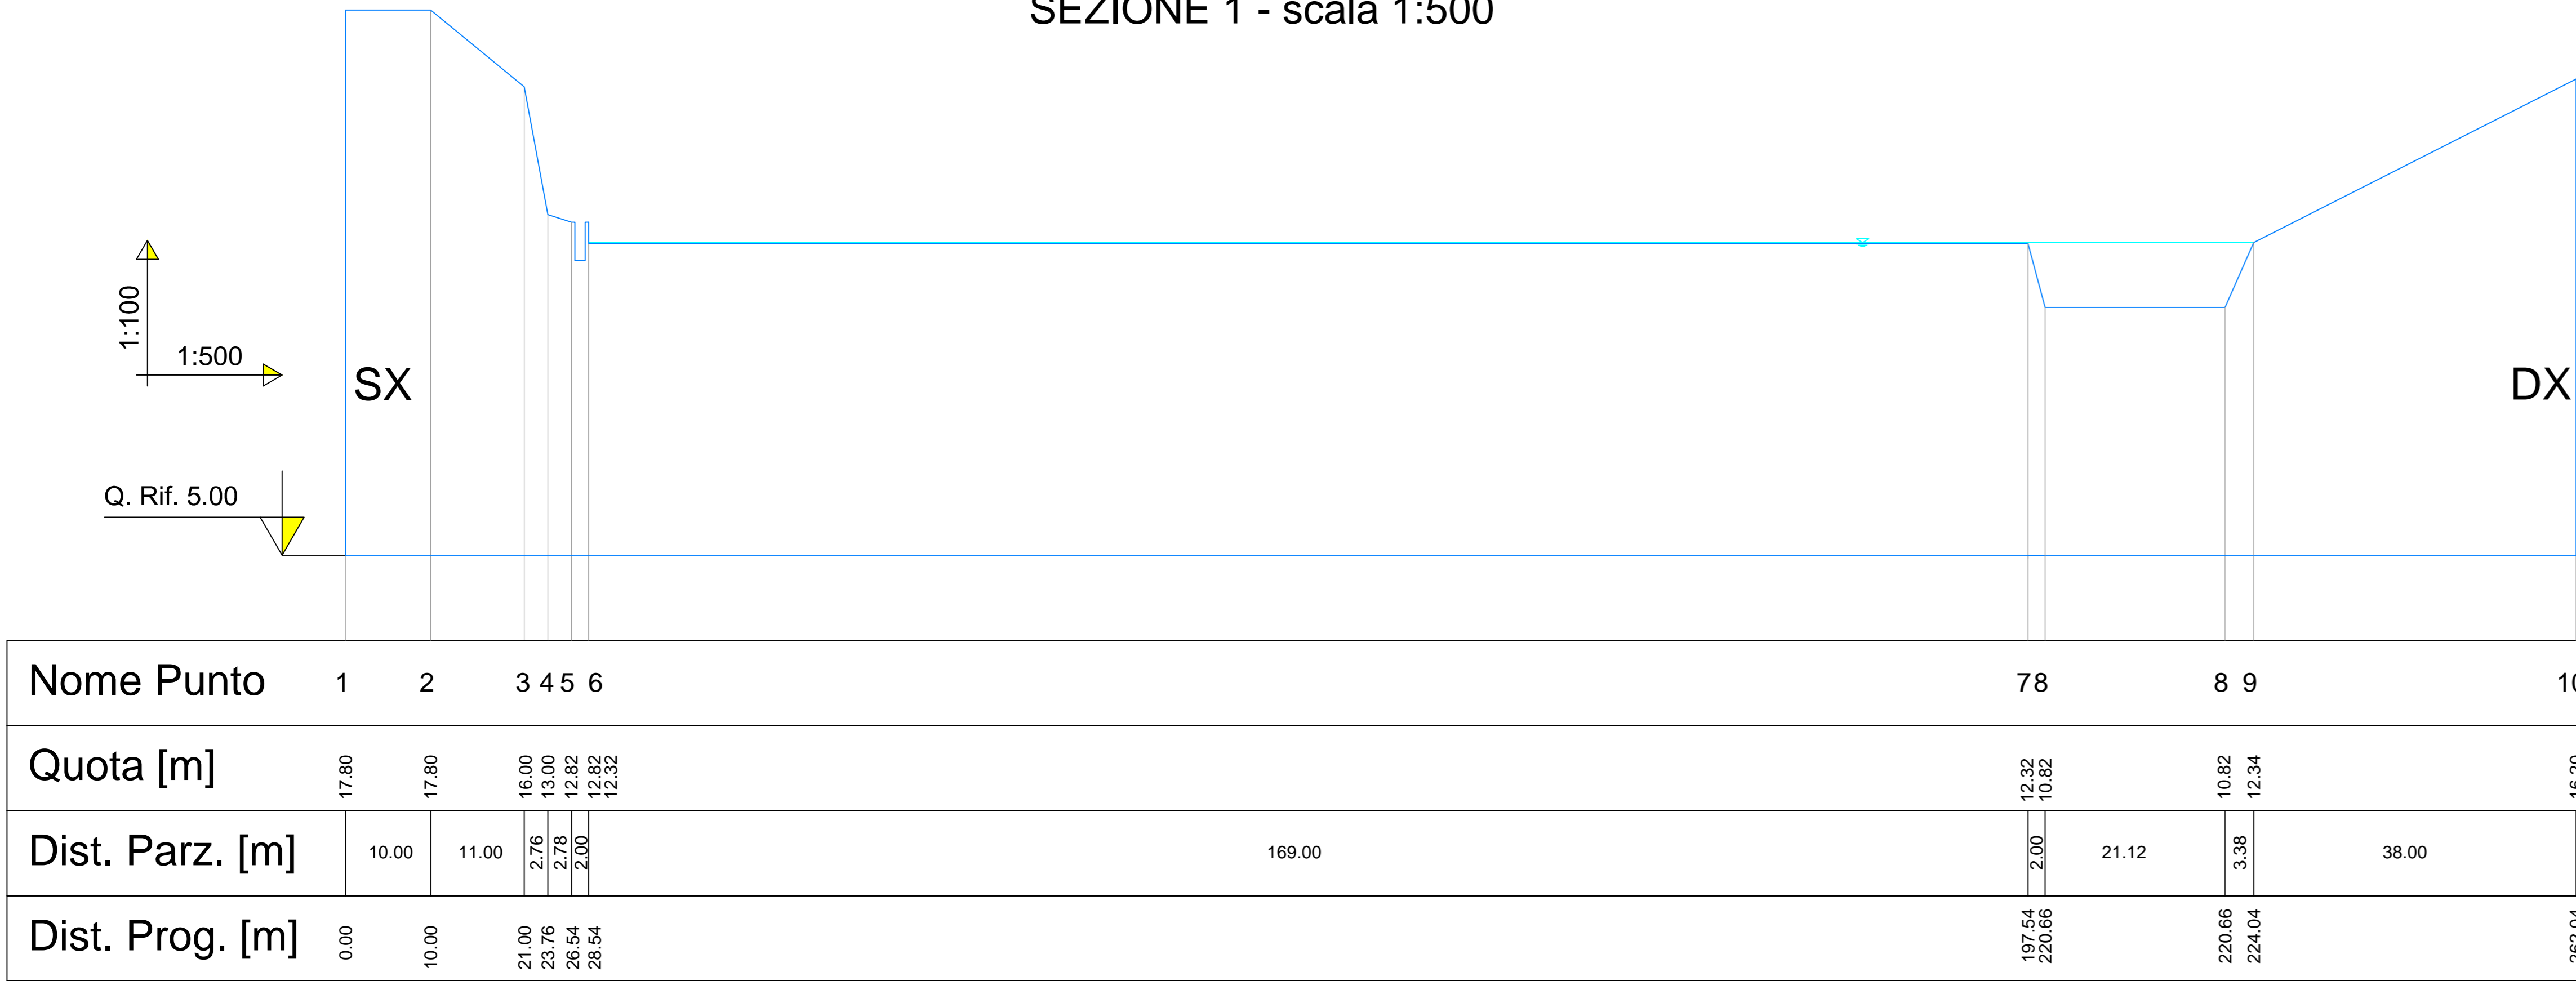 SEZIONE 1 - scala 1:500
1:100
1:500
SX
DX
Q. Rif. 5.00
Nome Punto 1 2 3 4 5 6 7 8 8 9
Quota [m] 17.80 17.80 16.00 13.00 12.82 12.82 12.32 12.32 10.82 10.82 12.34
Dist. Parz. [m] 10.00 11.00 2.76 2.78 2.00 169.00 2.00 21.12 3.38 38.00
Dist. Prog. [m] 0.00 10.00 21.00 23.76 26.54 28.54 197.54 220.66 220.66 224.04